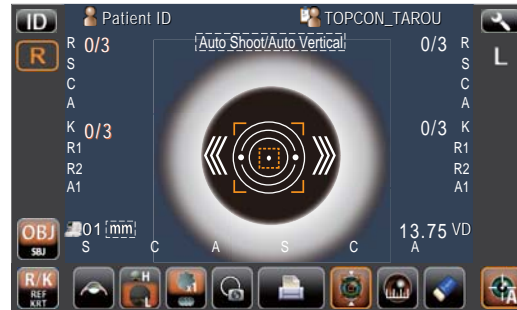 ID Patient ID TOPCON_TAROU
R R 0/3 Auto Shoot/Auto Vertical 0/3 R L
S S
C C
A A
K 0/3 0/3 K
R1 R1
R2 R2
A1 A1
OBJ SBJ 01 mm 13.75 VD
S C A S C A
R/K REF KRT H L A